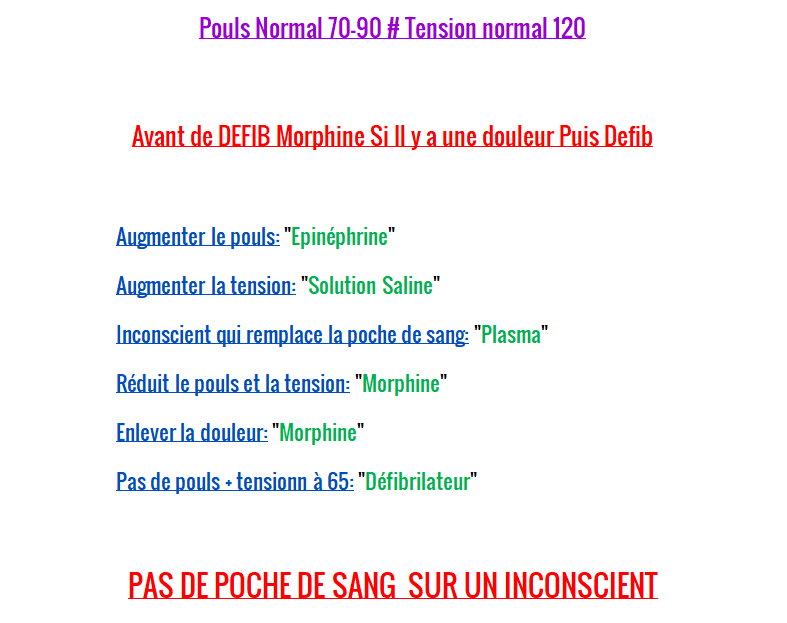 Pouls Normal 70-90 # Tension normal 120
Avant de DEFIB Morphine Si Il y a une douleur Puis Defib
Augmenter le pouls: "Epinéphrine"
Augmenter la tension: "Solution Saline"
Inconscient qui remplace la poche de sang: "Plasma"
Réduit le pouls et la tension: "Morphine"
Enlever la douleur: "Morphine"
Pas de pouls + tensionn à 65: "Défibrilateur"
PAS DE POCHE DE SANG SUR UN INCONSCIENT